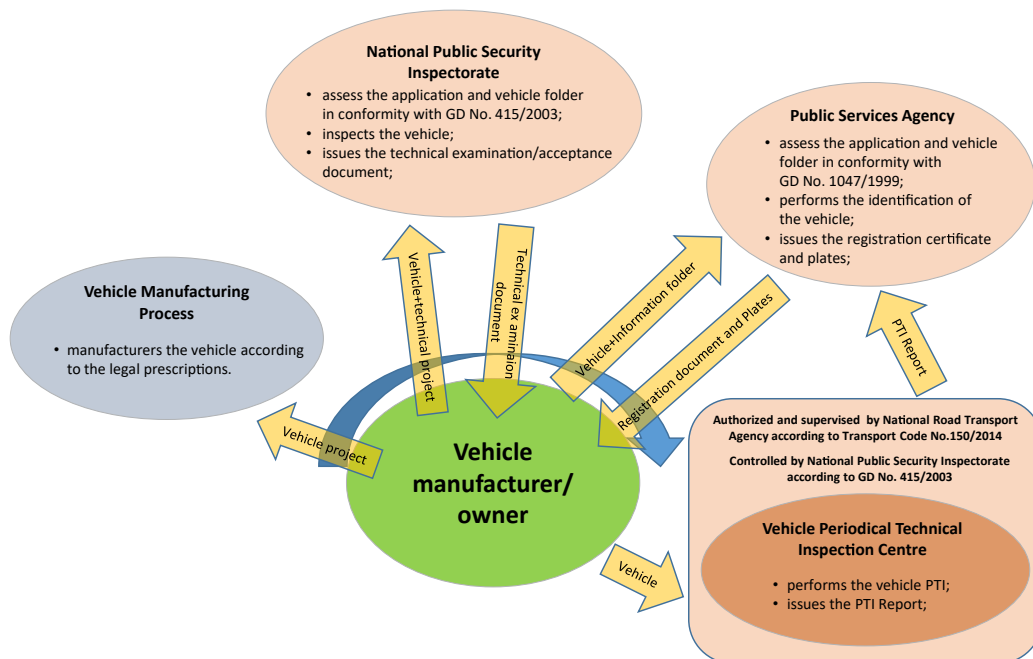 National Public Security
Inspectorate
• assess the application and vehicle folder
in conformity with GD No. 415/2003;
• inspects the vehicle;
• issues the technical examination/acceptance
document;
Public Services Agency
• assess the application and vehicle
folder in conformity with
GD No. 1047/1999;
• performs the identification of
the vehicle;
• issues the registration certificate
and plates;
Vehicle Manufacturing
Process
• manufacturers the vehicle according
to the legal prescriptions.
Vehicle+technical project
Technical ex aminaion
document
Vehicle+Information folder
Registration document and Plates
PTI Report
Vehicle project
Vehicle
manufacturer/
owner
Authorized and supervised by National Road Transport
Agency according to Transport Code No.150/2014
Controlled by National Public Security Inspectorate
according to GD No. 415/2003
Vehicle Periodical Technical
Inspection Centre
• performs the vehicle PTI;
• issues the PTI Report;
Vehicle